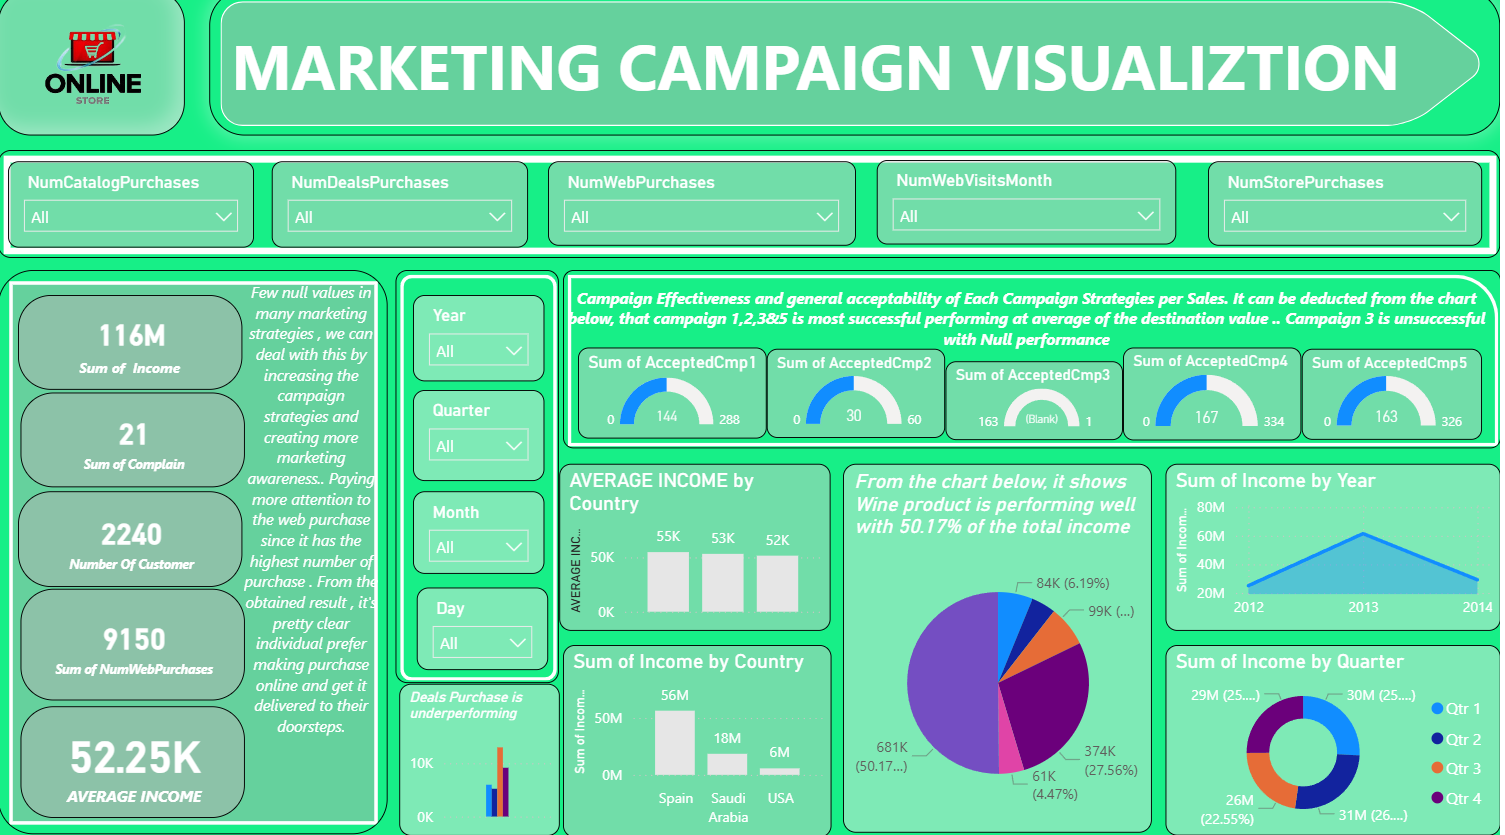 ONLINE
STORE
MARKETING CAMPAIGN VISUALIZTION
NumCatalogPurchases
All
NumDealsPurchases
All
NumWebPurchases
All
NumWebVisitsMonth
All
NumStorePurchases
All
116M
Sum of Income
21
Sum of Complain
2240
Number Of Customer
9150
Sum of NumWebPurchases
52.25K
AVERAGE INCOME
Few null values in
many marketing
strategies , we can
deal with this by
increasing the
campaign
strategies and
creating more
marketing
awareness.. Paying
more attention to
the web purchase
since it has the
highest number of
purchase . From the
obtained result , it's
pretty clear
individual prefer
making purchase
online and get it
delivered to their
doorsteps.
Year
All
Quarter
All
Month
All
Day
All
Deals Purchase is
underperforming
10K
0K
Campaign Effectiveness and general acceptability of Each Campaign Strategies per Sales. It can be deducted from the chart
below, that campaign 1,2,3&5 is most successful performing at average of the destination value .. Campaign 3 is unsuccessful
with Null performance
Sum of AcceptedCmp1
144
0
288
Sum of AcceptedCmp2
30
0
60
Sum of AcceptedCmp3
(Blank)
163
1
Sum of AcceptedCmp4
167
0
334
Sum of AcceptedCmp5
163
0
326
AVERAGE INCOME by
Country
AVERAGE INC...
50K
0K
55K
53K
52K
Sum of Income by Country
Sum of Incom...
50M
0M
56M
18M
6M
Spain
Saudi
Arabia
USA
From the chart below, it shows
Wine product is performing well
with 50.17% of the total income
84K (6.19%)
99K (...)
374K
(27.56%)
61K
(4.47%)
681K
(50.17...)
Sum of Income by Year
Sum of Incom...
80M
60M
40M
20M
2012
2013
2014
Sum of Income by Quarter
29M (25....)
30M (25....)
26M
(22.55%)
31M (26....)
Qtr 1
Qtr 2
Qtr 3
Qtr 4